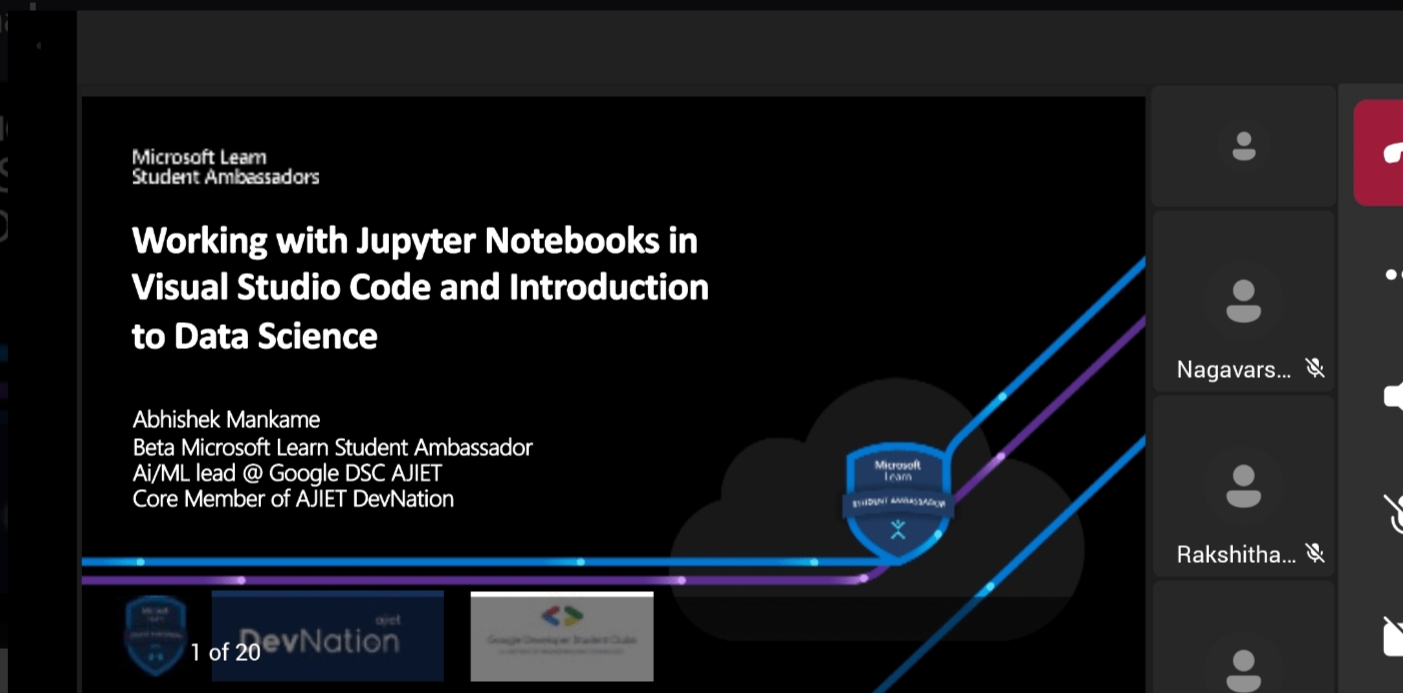 Microsoft Learn
Student Ambassadors
Working with Jupyter Notebooks in
Visual Studio Code and Introduction
to Data Science
Abhishek Mankame
Beta Microsoft Learn Student Ambassador
Ai/ML lead @ Google DSC AJIET
Core Member of AJIET DevNation
Microsoft
Learn
STUDENT AMBASSADOR
ajiet
DevNation
Google Developer Student Clubs
1 of 20
Nagavars...
Rakshitha...